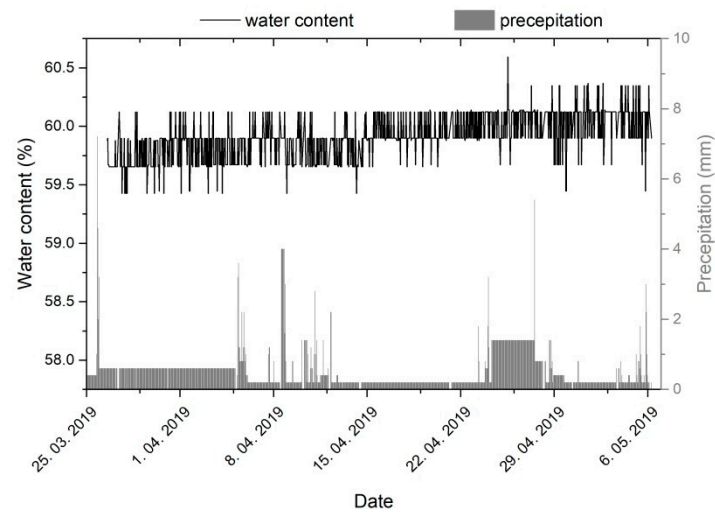 water content precipitation
60.5
60.0
59.5
59.0
58.5
58.0
Water content (%)
10
8
6
4
2
0
Precipitation (mm)
25. 03. 2019
1. 04. 2019
8. 04. 2019
15. 04. 2019
22. 04. 2019
29. 04. 2019
6. 05. 2019
Date